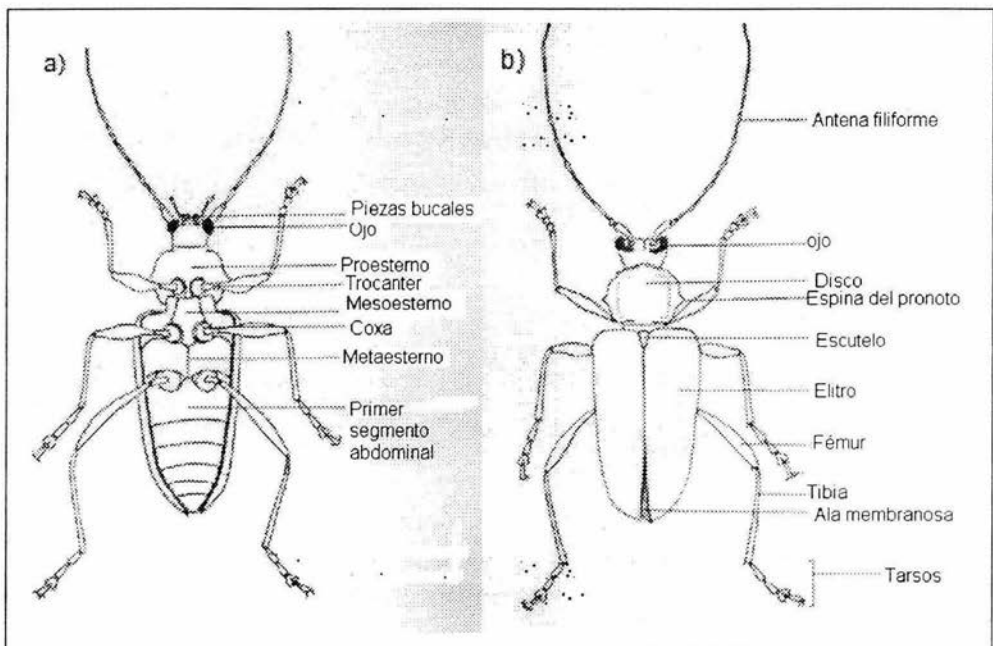 a)
Piezas bucales
Ojo
Proesterno
Trocanter
Mesoesterno
Coxa
Metaesterno
Primer
segmento
abdominal
b)
Antena filiforme
ojo
Disco
Espina del pronoto
Escutelo
Elitro
Fémur
Tibia
Ala membranosa
Tarsos